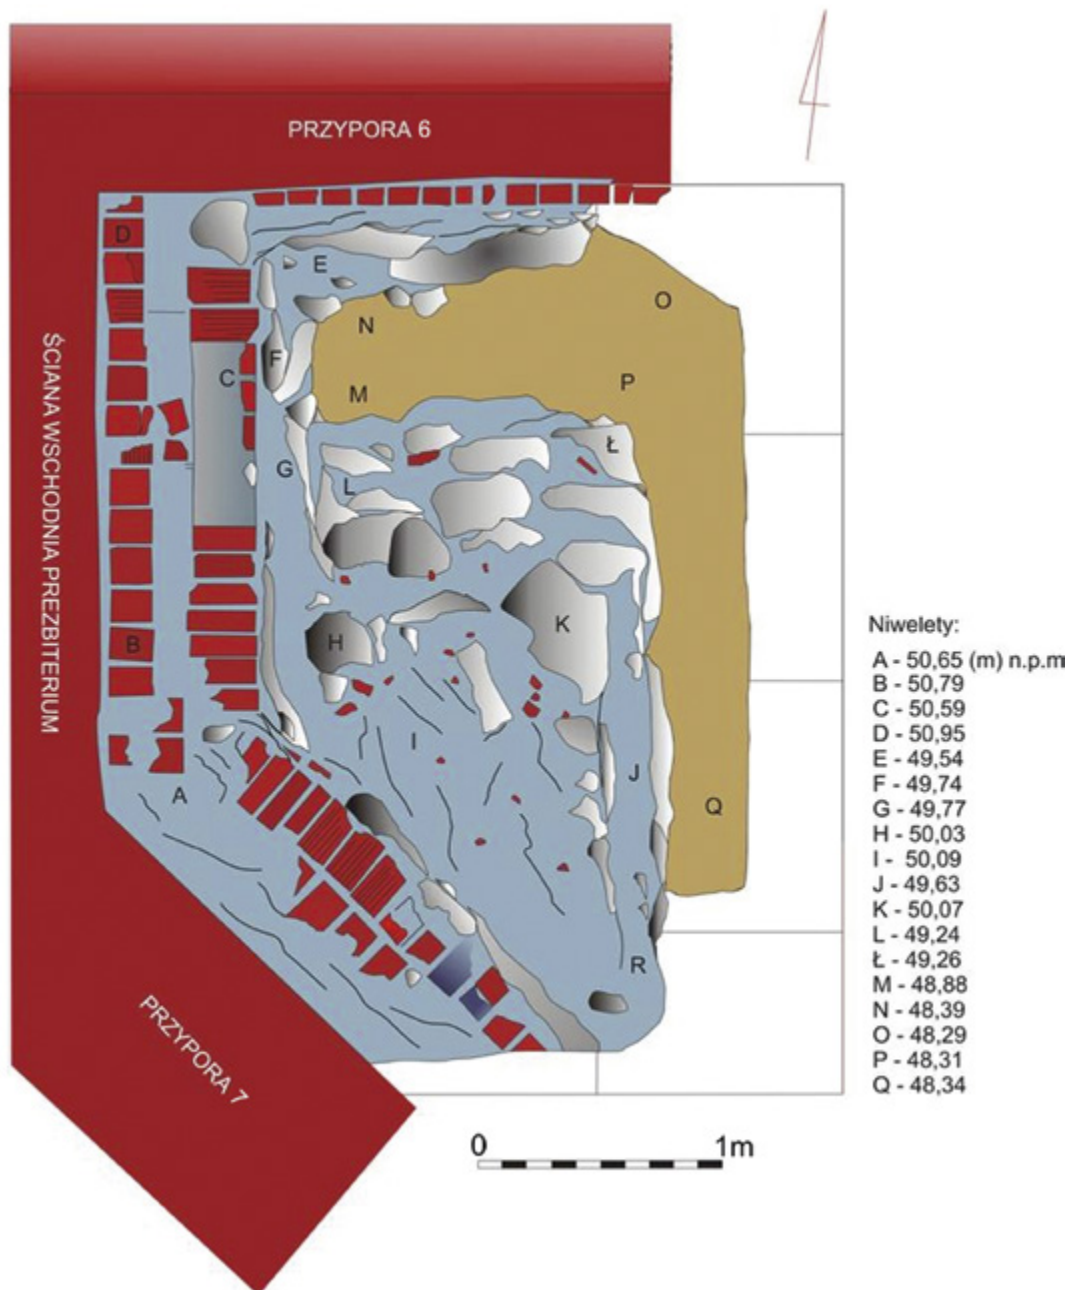 PRZYPORA 6
ŚCIANA WSCHODNIA PREZBITERIUM
D
E
O
N
F
C
M
P
Ł
G
L
K
H
B
I
J
A
Q
R
PRZYPORA 7
0 1m
Niwelety:
A - 50,65 (m) n.p.m
B - 50,79
C - 50,59
D - 50,95
E - 49,54
F - 49,74
G - 49,77
H - 50,03
I - 50,09
J - 49,63
K - 50,07
L - 49,24
Ł - 49,26
M - 48,88
N - 48,39
O - 48,29
P - 48,31
Q - 48,34